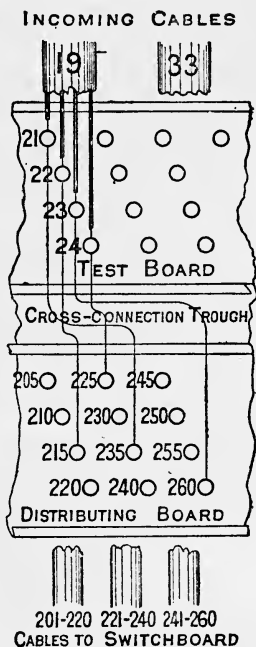 INCOMING CABLES
19 33
21
22
23
24
TEST BOARD
CROSS-CONNECTION TROUGH
205 225 245
210 230 250
215 235 255
220 240 260
DISTRIBUTING BOARD
201-220 221-240 241-260
CABLES TO SWITCHBOARD